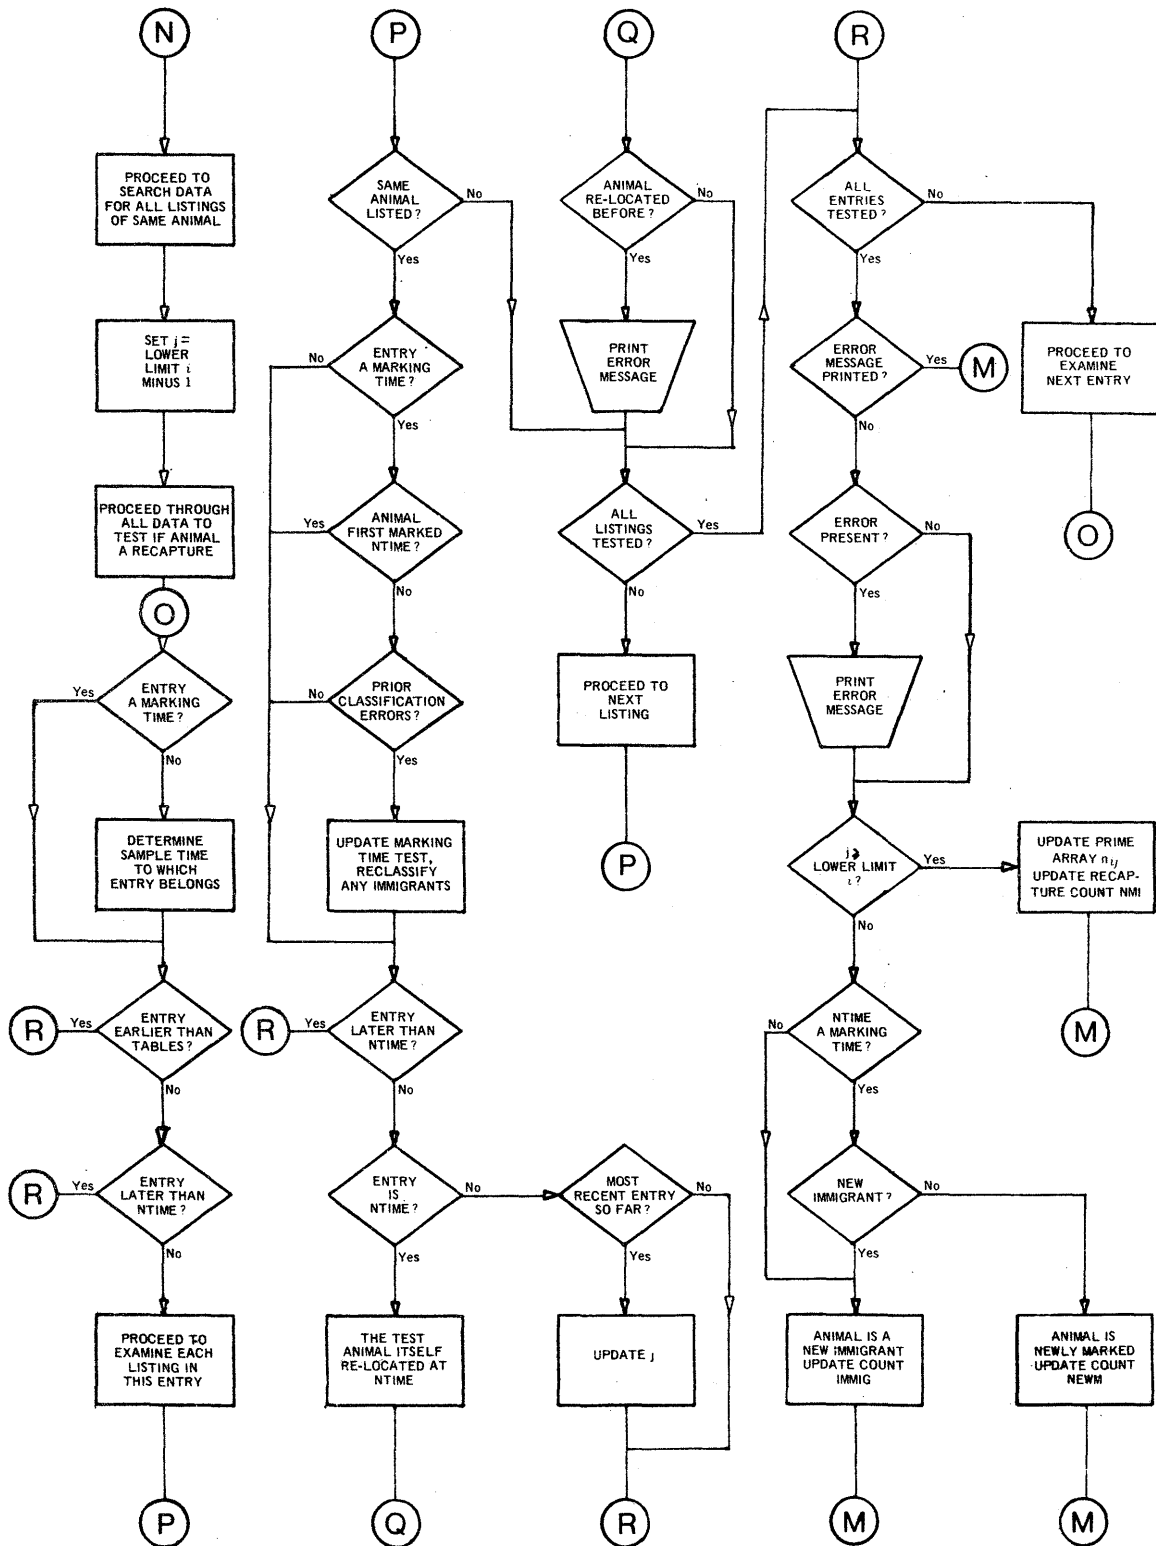 N
PROCEED TO
SEARCH DATA
FOR ALL LISTINGS
OF SAME ANIMAL
SET j =
LOWER
LIMIT i
MINUS 1
PROCEED THROUGH
ALL DATA TO
TEST IF ANIMAL
A RECAPTURE
O
ENTRY
A MARKING
TIME?
Yes
No
DETERMINE
SAMPLE TIME
TO WHICH
ENTRY BELONGS
ENTRY
EARLIER THAN
TABLES?
Yes
R
No
ENTRY
LATER THAN
NTIME?
Yes
R
No
PROCEED TO
EXAMINE EACH
LISTING IN
THIS ENTRY
P
P
SAME
ANIMAL
LISTED?
No
Yes
ENTRY
A MARKING
TIME?
No
Yes
ANIMAL
FIRST MARKED
NTIME?
Yes
No
PRIOR
CLASSIFICATION
ERRORS?
No
Yes
UPDATE MARKING
TIME TEST,
RECLASSIFY
ANY IMMIGRANTS
ENTRY
LATER THAN
NTIME?
Yes
R
No
ENTRY
IS
NTIME?
No
Yes
THE TEST
ANIMAL ITSELF
RE-LOCATED AT
NTIME
Q
Q
ANIMAL
RE-LOCATED
BEFORE?
No
Yes
PRINT
ERROR
MESSAGE
ALL
LISTINGS
TESTED?
Yes
No
PROCEED TO
NEXT
LISTING
P
MOST
RECENT ENTRY
SO FAR?
No
Yes
UPDATE j
R
R
ALL
ENTRIES
TESTED?
No
Yes
PROCEED TO
EXAMINE
NEXT ENTRY
O
ERROR
MESSAGE
PRINTED?
Yes
M
No
ERROR
PRESENT?
No
Yes
PRINT
ERROR
MESSAGE
j≥
LOWER LIMIT
i?
Yes
No
UPDATE PRIME
ARRAY nij
UPDATE RECAP-
TURE COUNT NMI
M
NTIME
A MARKING
TIME?
No
Yes
NEW
IMMIGRANT?
No
Yes
ANIMAL IS A
NEW IMMIGRANT
UPDATE COUNT
IMMIG
M
ANIMAL IS
NEWLY MARKED
UPDATE COUNT
NEWM
M